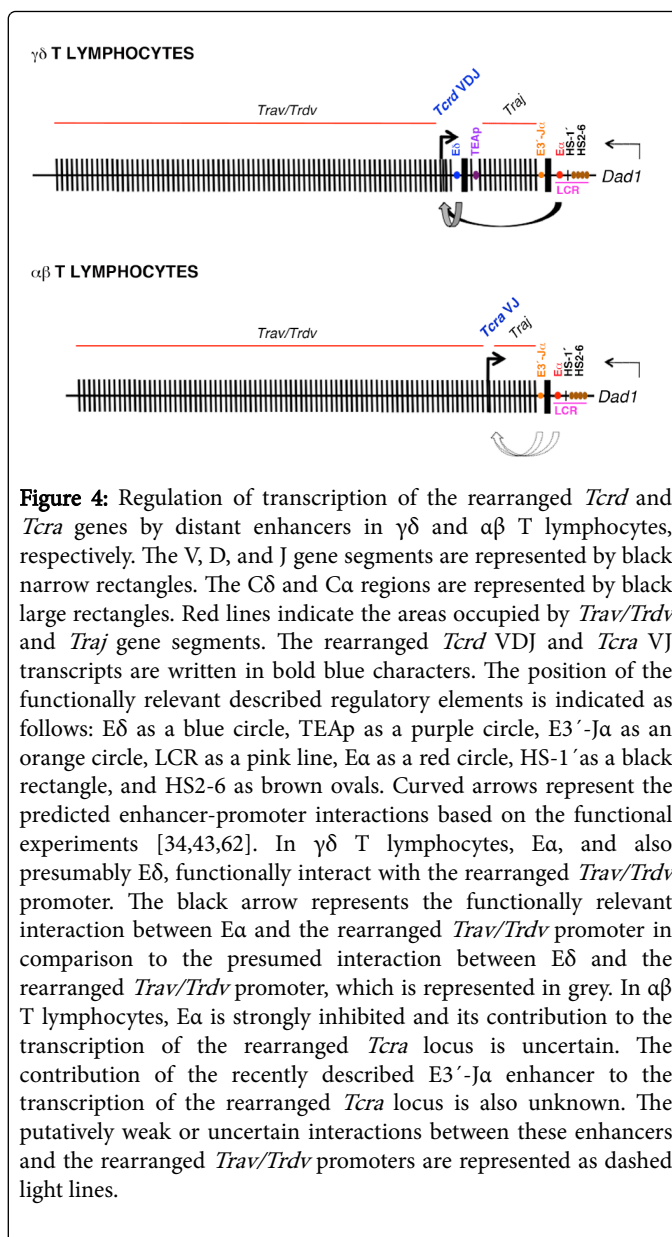 γδ T LYMPHOCYTES
Trav/Trdv
Tcrd VDJ
Traj
Eδ
TEAp
E3´-Jα
Eα
HS-1´
HS2-6
LCR
Dad1
αβ T LYMPHOCYTES
Trav/Trdv
Tcra VJ
Traj
E3´-Jα
Eα
HS-1´
HS2-6
LCR
Dad1
Figure 4: Regulation of transcription of the rearranged Tcrd and
Tcra genes by distant enhancers in γδ and αβ T lymphocytes,
respectively. The V, D, and J gene segments are represented by black
narrow rectangles. The Cδ and Cα regions are represented by black
large rectangles. Red lines indicate the areas occupied by Trav/Trdv
and Traj gene segments. The rearranged Tcrd VDJ and Tcra VJ
transcripts are written in bold blue characters. The position of the
functionally relevant described regulatory elements is indicated as
follows: Eδ as a blue circle, TEAp as a purple circle, E3´-Jα as an
orange circle, LCR as a pink line, Eα as a red circle, HS-1´as a black
rectangle, and HS2-6 as brown ovals. Curved arrows represent the
predicted enhancer-promoter interactions based on the functional
experiments [34,43,62]. In γδ T lymphocytes, Eα, and also
presumably Eδ, functionally interact with the rearranged Trav/Trdv
promoter. The black arrow represents the functionally relevant
interaction between Eα and the rearranged Trav/Trdv promoter in
comparison to the presumed interaction between Eδ and the
rearranged Trav/Trdv promoter, which is represented in grey. In αβ
T lymphocytes, Eα is strongly inhibited and its contribution to the
transcription of the rearranged Tcra locus is uncertain. The
contribution of the recently described E3´-Jα enhancer to the
transcription of the rearranged Tcra locus is also unknown. The
putatively weak or uncertain interactions between these enhancers
and the rearranged Trav/Trdv promoters are represented as dashed
light lines.